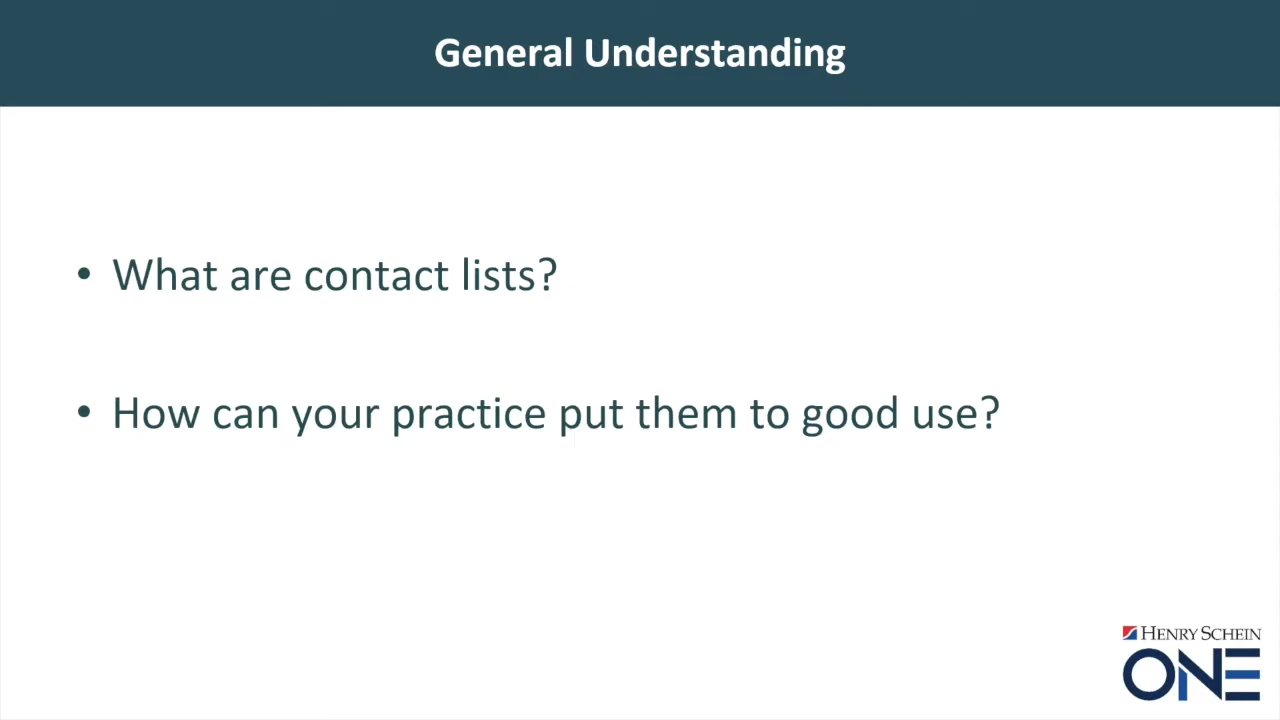 General Understanding
• What are contact lists?
• How can your practice put them to good use?
HENRY SCHEIN
ONE